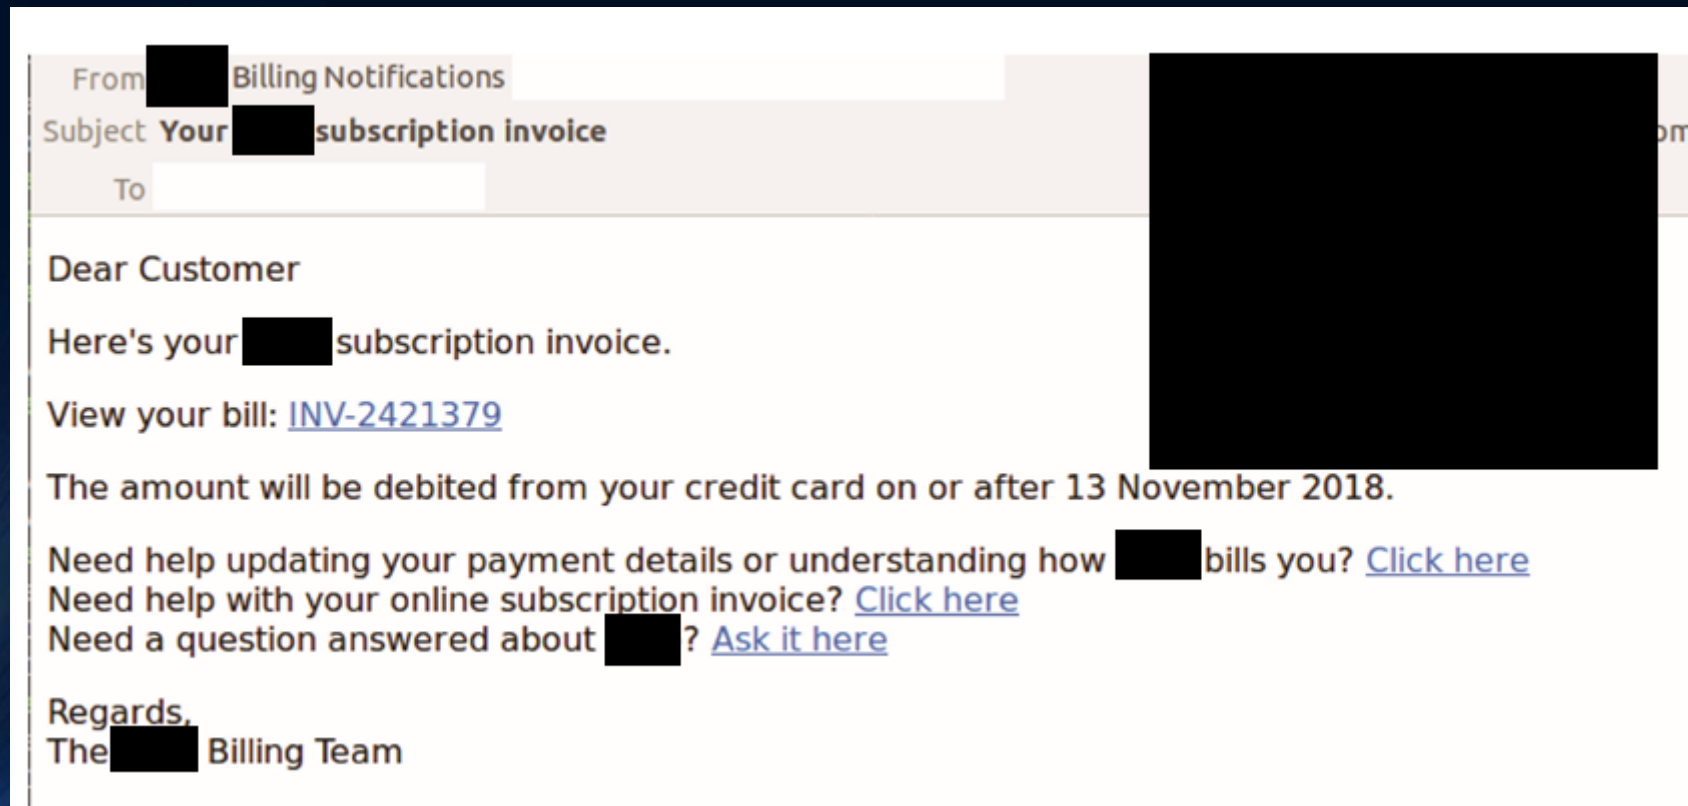 From Billing Notifications
Subject Your subscription invoice
om
To
Dear Customer
Here's your subscription invoice.
View your bill: INV-2421379
The amount will be debited from your credit card on or after 13 November 2018.
Need help updating your payment details or understanding how bills you? Click here
Need help with your online subscription invoice? Click here
Need a question answered about ? Ask it here
Regards,
The Billing Team